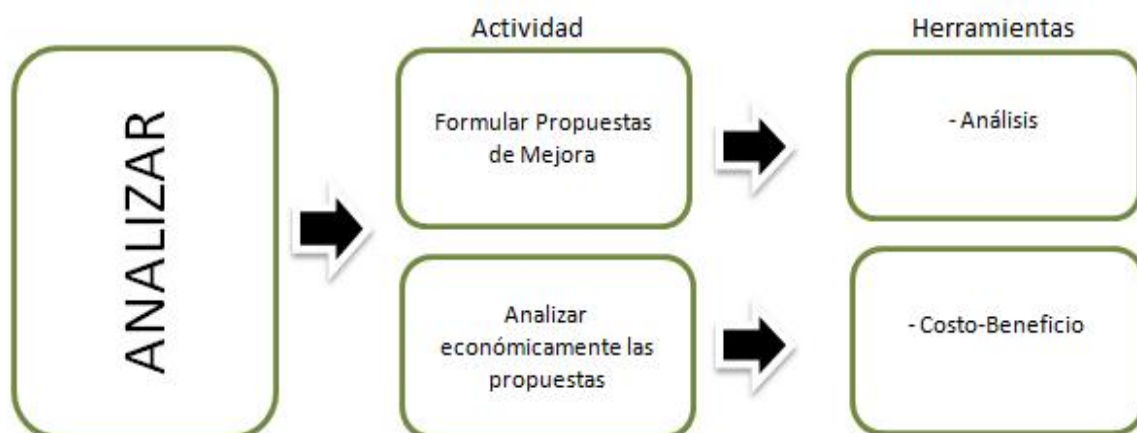 Actividad
Herramientas
ANALIZAR
Formular Propuestas
de Mejora
- Análisis
Analizar
económicamente las
propuestas
- Costo-Beneficio